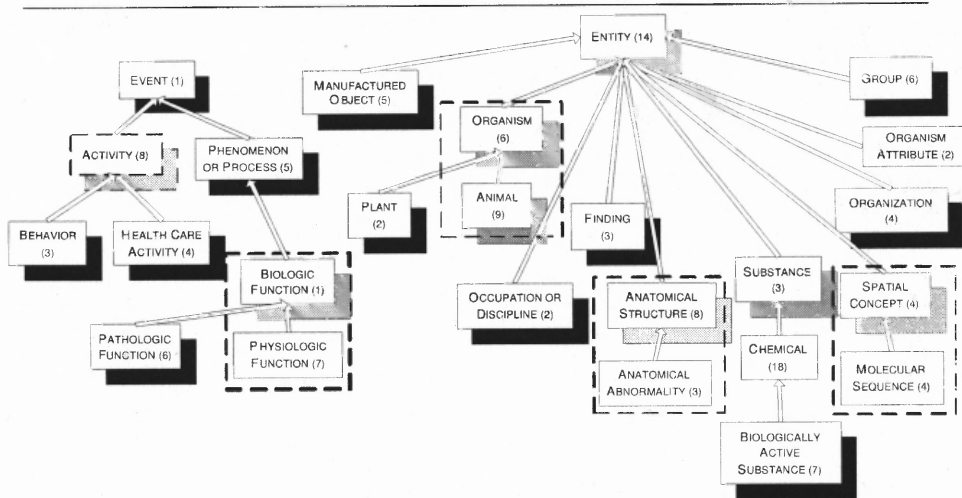 ENTITY (14)
EVENT (1)
MANUFACTURED
OBJECT (5)
GROUP (6)
ORGANISM
(6)
ACTIVITY (8)
PHENOMENON
OR PROCESS (5)
ORGANISM
ATTRIBUTE (2)
PLANT
(2)
ANIMAL
(9)
FINDING
(3)
ORGANIZATION
(4)
BEHAVIOR
(3)
HEALTH CARE
ACTIVITY (4)
BIOLOGIC
FUNCTION (1)
OCCUPATION OR
DISCIPLINE (2)
ANATOMICAL
STRUCTURE (8)
SUBSTANCE
(3)
SPATIAL
CONCEPT (4)
PATHOLOGIC
FUNCTION (6)
PHYSIOLOGIC
FUNCTION (7)
ANATOMICAL
ABNORMALITY (3)
CHEMICAL
(18)
MOLECULAR
SEQUENCE (4)
BIOLOGICALLY
ACTIVE
SUBSTANCE (7)